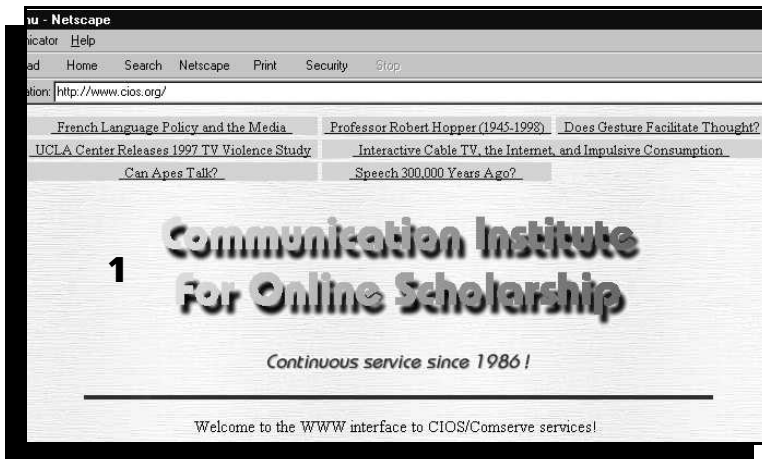 nu - Netscape
nicator Help
ad Home Search Netscape Print Security Stop
ation: http://www.cios.org/
French Language Policy and the Media Professor Robert Hopper (1945-1998) Does Gesture Facilitate Thought?
UCLA Center Releases 1997 TV Violence Study Interactive Cable TV, the Internet, and Impulsive Consumption
Can Apes Talk? Speech 300,000 Years Ago?
Communication Institute
1
For Online Scholarship
Continuous service since 1986 !
Welcome to the WWW interface to CIOS/Comserve services!